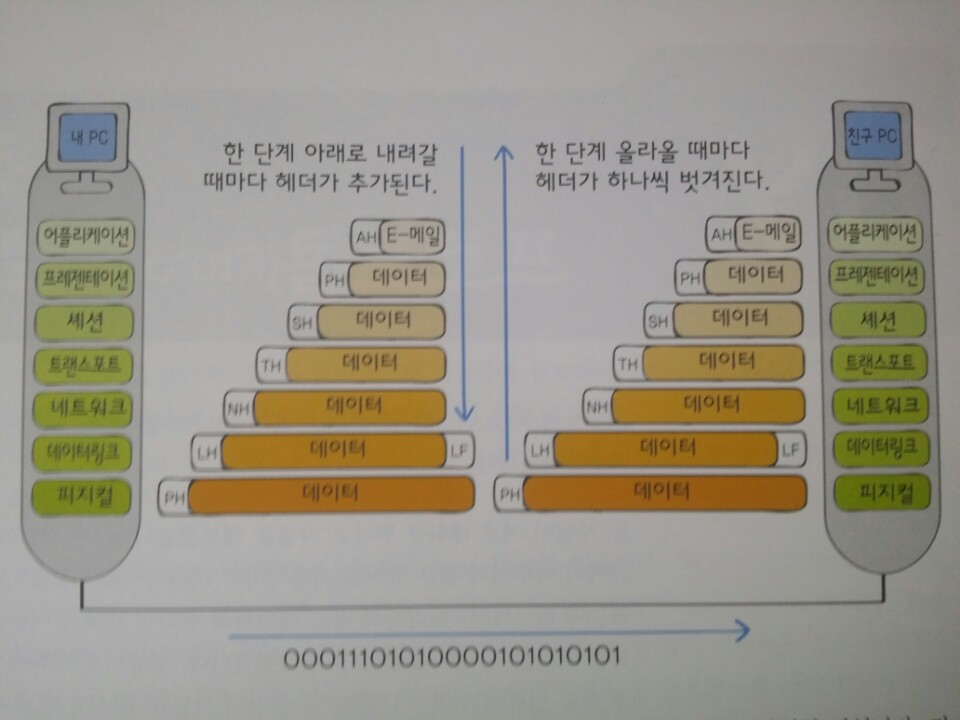 내 PC
친구 PC
한 단계 아래로 내려갈
때마다 헤더가 추가된다.
한 단계 올라올 때마다
헤더가 하나씩 벗겨진다.
어플리케이션
AH E-메일
AH E-메일
어플리케이션
프레젠테이션
PH 데이터
PH 데이터
프레젠테이션
세션
SH 데이터
SH 데이터
세션
트랜스포트
TH 데이터
TH 데이터
트랜스포트
네트워크
NH 데이터
NH 데이터
네트워크
데이터링크
LH 데이터 LF
LH 데이터 LF
데이터링크
피지컬
PH 데이터
PH 데이터
피지컬
0001110101000010101010​1